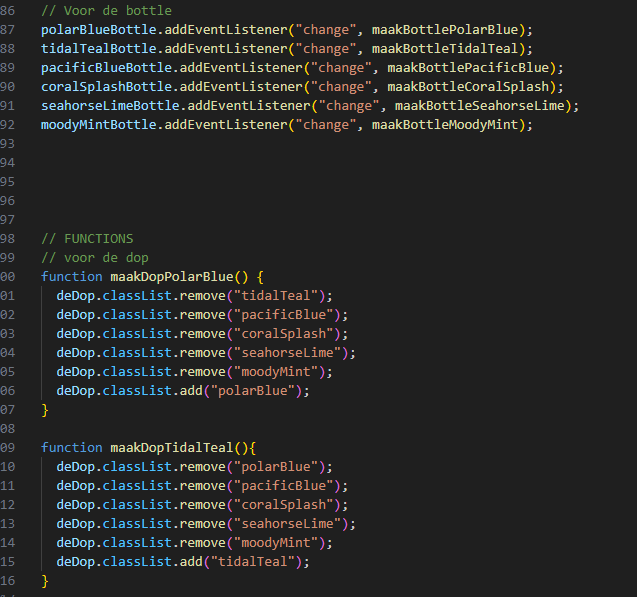 86 // Voor de bottle
87 polarBlueBottle.addEventListener("change", maakBottlePolarBlue);
88 tidalTealBottle.addEventListener("change", maakBottleTidalTeal);
89 pacificBlueBottle.addEventListener("change", maakBottlePacificBlue);
90 coralSplashBottle.addEventListener("change", maakBottleCoralSplash);
91 seahorseLimeBottle.addEventListener("change", maakBottleSeahorseLime);
92 moodyMintBottle.addEventListener("change", maakBottleMoodyMint);
93
94
95
96
97
98 // FUNCTIONS
99 // voor de dop
00 function maakDopPolarBlue() {
01 deDop.classList.remove("tidalTeal");
02 deDop.classList.remove("pacificBlue");
03 deDop.classList.remove("coralSplash");
04 deDop.classList.remove("seahorseLime");
05 deDop.classList.remove("moodyMint");
06 deDop.classList.add("polarBlue");
07 }
08
09 function maakDopTidalTeal(){
10 deDop.classList.remove("polarBlue");
11 deDop.classList.remove("pacificBlue");
12 deDop.classList.remove("coralSplash");
13 deDop.classList.remove("seahorseLime");
14 deDop.classList.remove("moodyMint");
15 deDop.classList.add("tidalTeal");
16 }